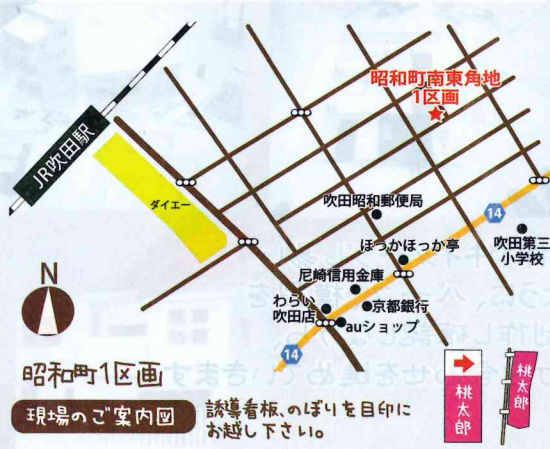 昭和町南東角地
1区画
JR吹田駅
ダイエー
吹田昭和郵便局
14
ほっかほっか亭
吹田第三
小学校
尼崎信用金庫
わらい
吹田店
京都銀行
auショップ
14
N
昭和町1区画
現場のご案内図
誘導看板、のぼりを目印に
お越し下さい。
桃太郎
桃太郎